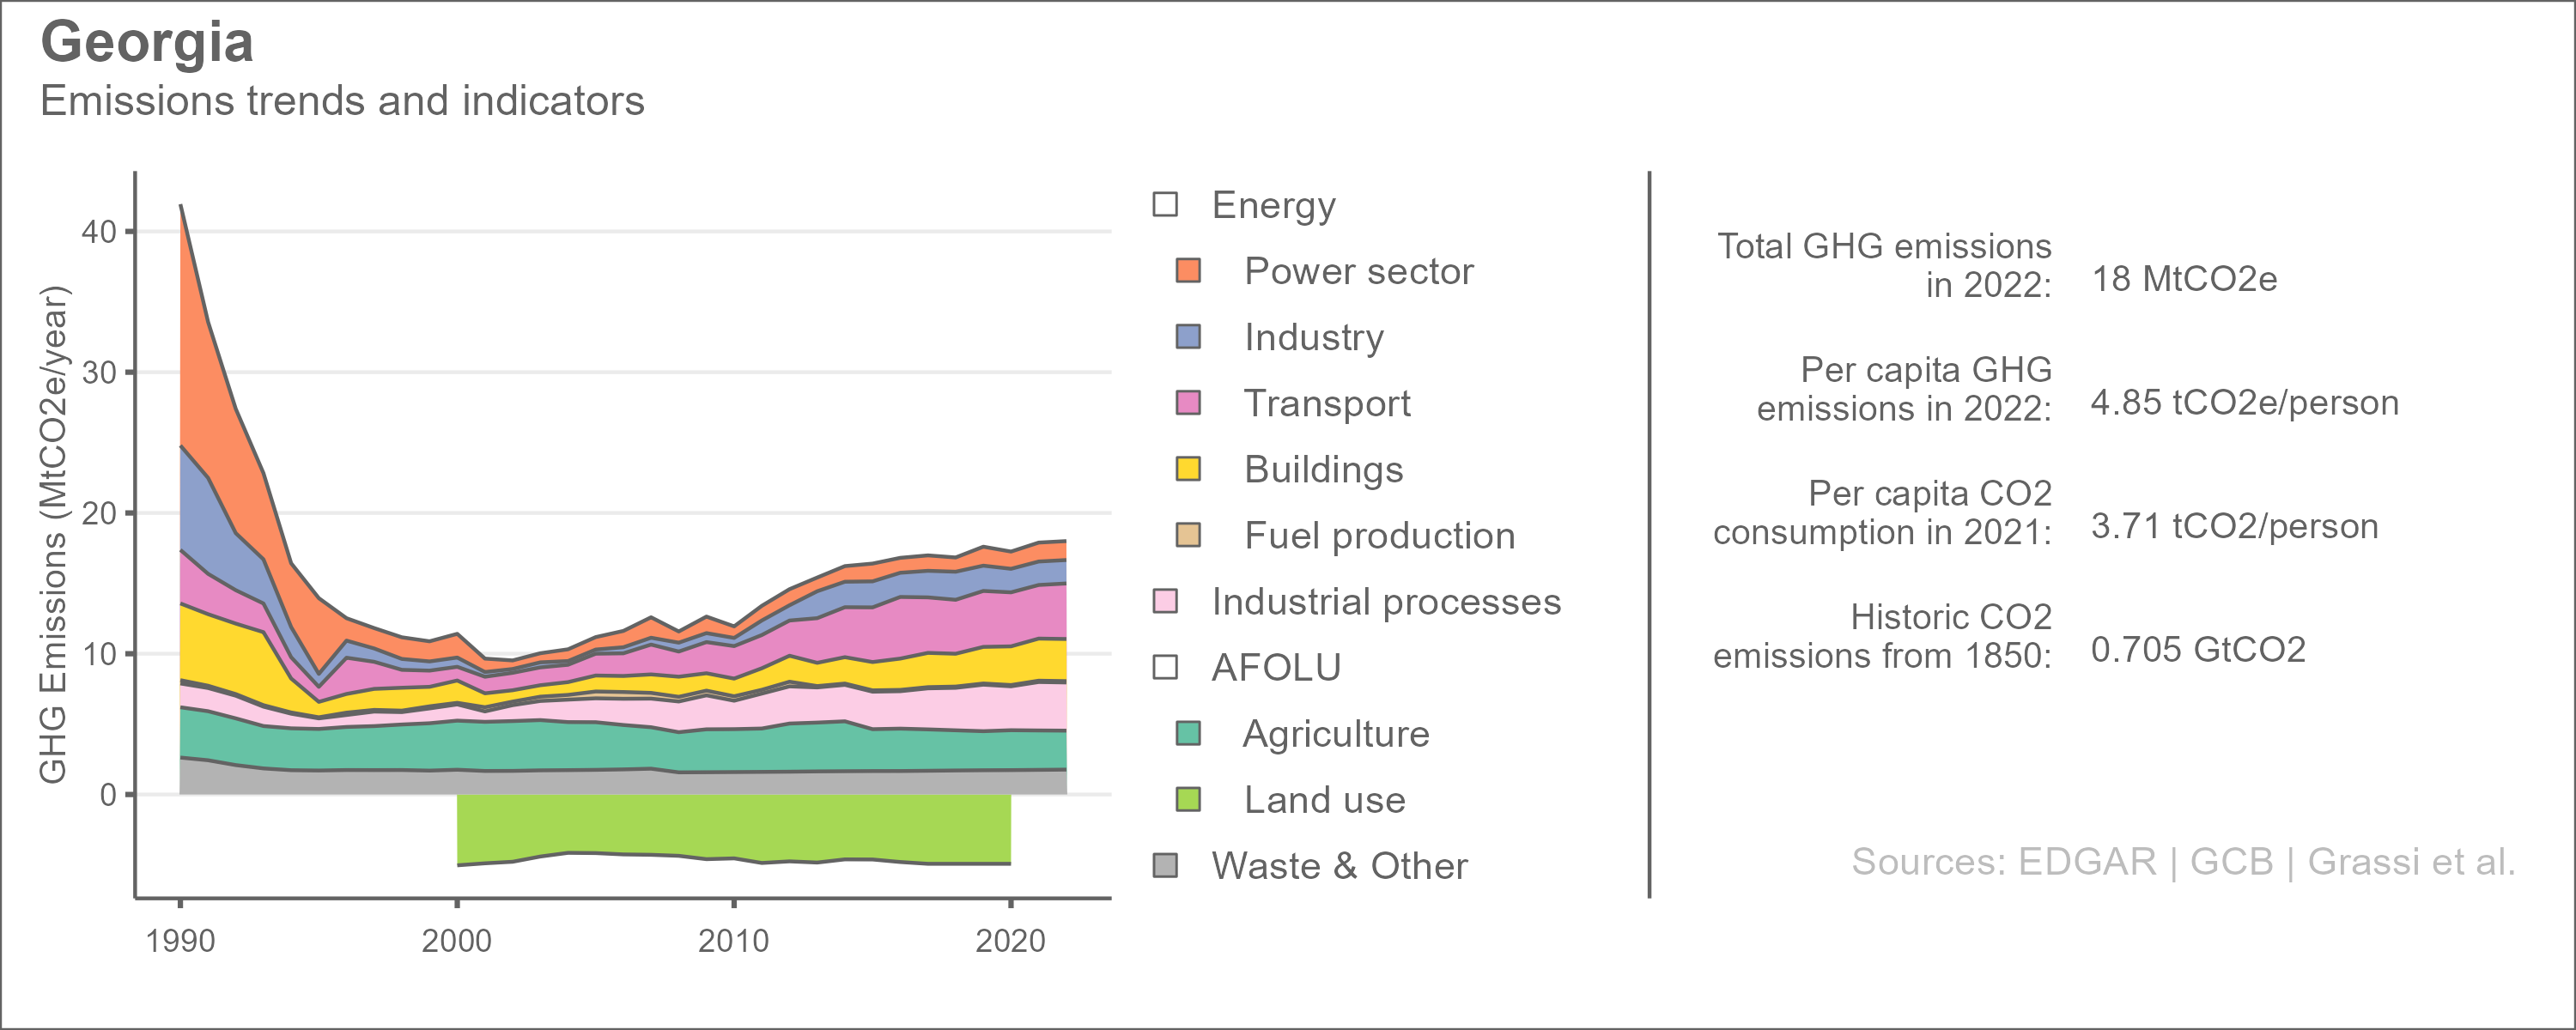 Georgia
Emissions trends and indicators
GHG Emissions (MtCO2e/year)
40
30
20
10
0
1990
2000
2010
2020
Energy
Power sector
Industry
Transport
Buildings
Fuel production
Industrial processes
AFOLU
Agriculture
Land use
Waste & Other
Total GHG emissions
in 2022:
18 MtCO2e
Per capita GHG
emissions in 2022:
4.85 tCO2e/person
Per capita CO2
consumption in 2021:
3.71 tCO2/person
Historic CO2
emissions from 1850:
0.705 GtCO2
Sources: EDGAR | GCB | Grassi et al.